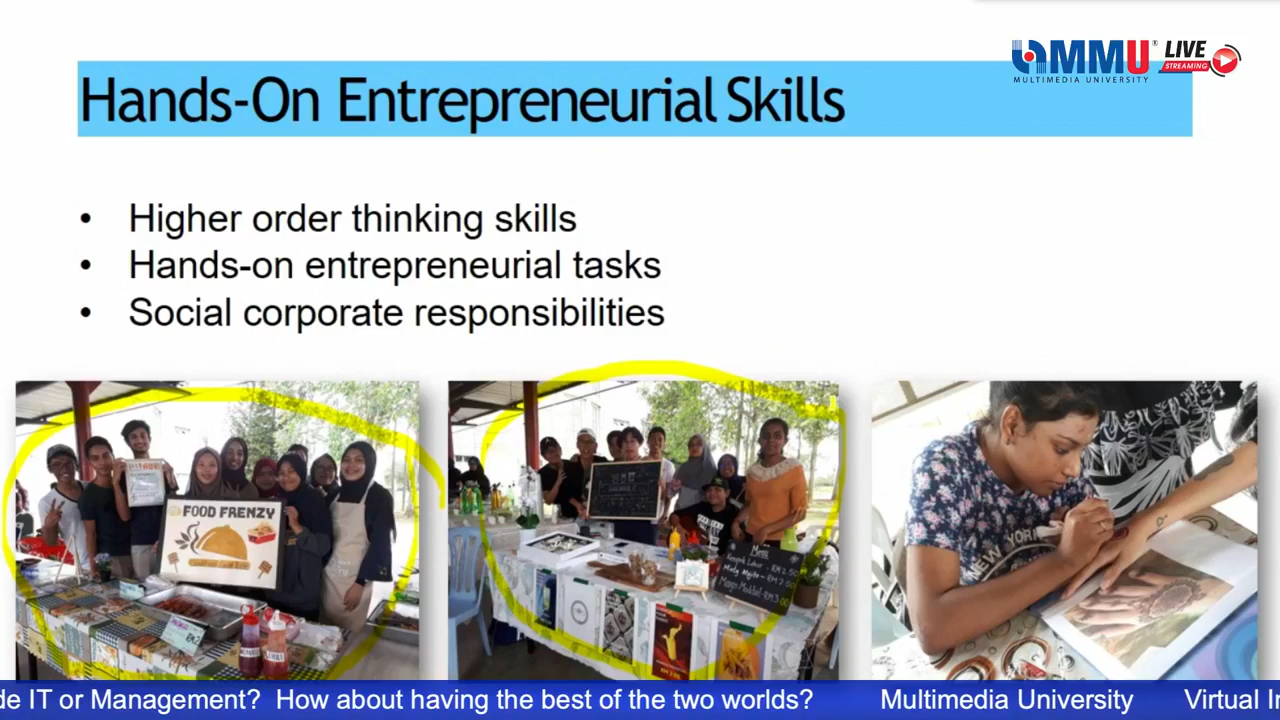 MMU®
MULTIMEDIA UNIVERSITY
LIVE
STREAMING
Hands-On Entrepreneurial Skills
• Higher order thinking skills
• Hands-on entrepreneurial tasks
• Social corporate responsibilities
FOOD FRENZY
Menu
NEW YORK
de IT or Management? How about having the best of the two worlds? Multimedia University Virtual In